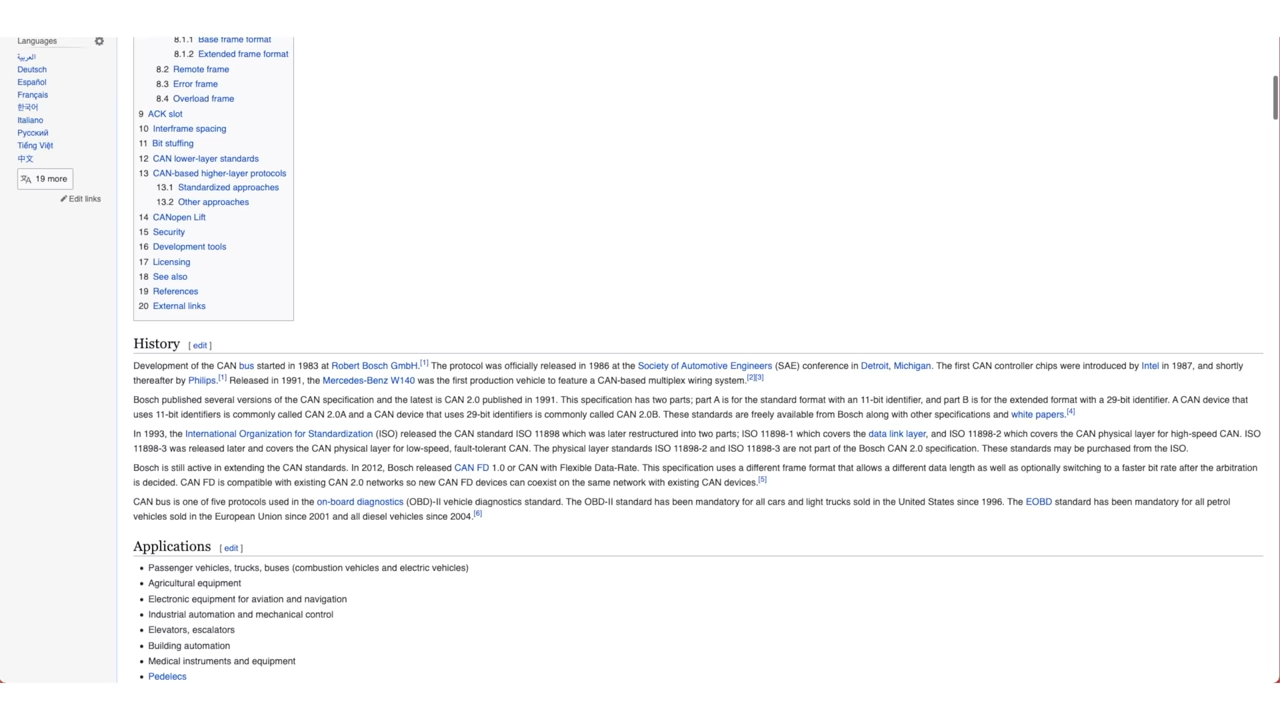 Languages
العربية
Deutsch
Español
Français
한국어
Italiano
Русский
Tiếng Việt
中文
19 more
Edit links
8.1.1 Base frame format
8.1.2 Extended frame format
8.2 Remote frame
8.3 Error frame
8.4 Overload frame
9 ACK slot
10 Interframe spacing
11 Bit stuffing
12 CAN lower-layer standards
13 CAN-based higher-layer protocols
13.1 Standardized approaches
13.2 Other approaches
14 CANopen Lift
15 Security
16 Development tools
17 Licensing
18 See also
19 References
20 External links
History [ edit ]
Development of the CAN bus started in 1983 at Robert Bosch GmbH.[1] The protocol was officially released in 1986 at the Society of Automotive Engineers (SAE) conference in Detroit, Michigan. The first CAN controller chips were introduced by Intel in 1987, and shortly
thereafter by Philips.[1] Released in 1991, the Mercedes-Benz W140 was the first production vehicle to feature a CAN-based multiplex wiring system.[2][3]
Bosch published several versions of the CAN specification and the latest is CAN 2.0 published in 1991. This specification has two parts; part A is for the standard format with an 11-bit identifier, and part B is for the extended format with a 29-bit identifier. A CAN device that
uses 11-bit identifiers is commonly called CAN 2.0A and a CAN device that uses 29-bit identifiers is commonly called CAN 2.0B. These standards are freely available from Bosch along with other specifications and white papers.[4]
In 1993, the International Organization for Standardization (ISO) released the CAN standard ISO 11898 which was later restructured into two parts; ISO 11898-1 which covers the data link layer, and ISO 11898-2 which covers the CAN physical layer for high-speed CAN. ISO
11898-3 was released later and covers the CAN physical layer for low-speed, fault-tolerant CAN. The physical layer standards ISO 11898-2 and ISO 11898-3 are not part of the Bosch CAN 2.0 specification. These standards may be purchased from the ISO.
Bosch is still active in extending the CAN standards. In 2012, Bosch released CAN FD 1.0 or CAN with Flexible Data-Rate. This specification uses a different frame format that allows a different data length as well as optionally switching to a faster bit rate after the arbitration
is decided. CAN FD is compatible with existing CAN 2.0 networks so new CAN FD devices can coexist on the same network with existing CAN devices.[5]
CAN bus is one of five protocols used in the on-board diagnostics (OBD)-II vehicle diagnostics standard. The OBD-II standard has been mandatory for all cars and light trucks sold in the United States since 1996. The EOBD standard has been mandatory for all petrol
vehicles sold in the European Union since 2001 and all diesel vehicles since 2004.[6]
Applications [ edit ]
• Passenger vehicles, trucks, buses (combustion vehicles and electric vehicles)
• Agricultural equipment
• Electronic equipment for aviation and navigation
• Industrial automation and mechanical control
• Elevators, escalators
• Building automation
• Medical instruments and equipment
• Pedelecs